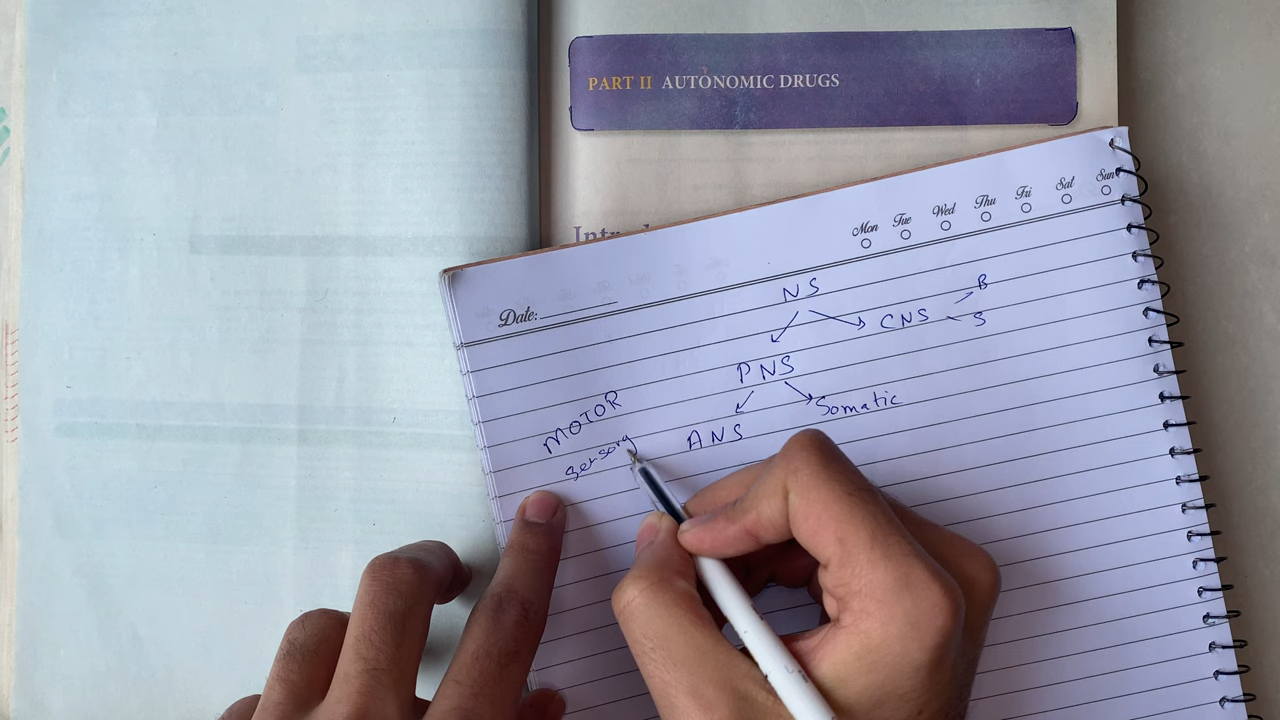 PART II AUTONOMIC DRUGS
Mon Tue Wed Thu Fri Sat Sun
Date:
NS
B
CNS
S
PNS
MOTOR
Somatic
sensory
ANS